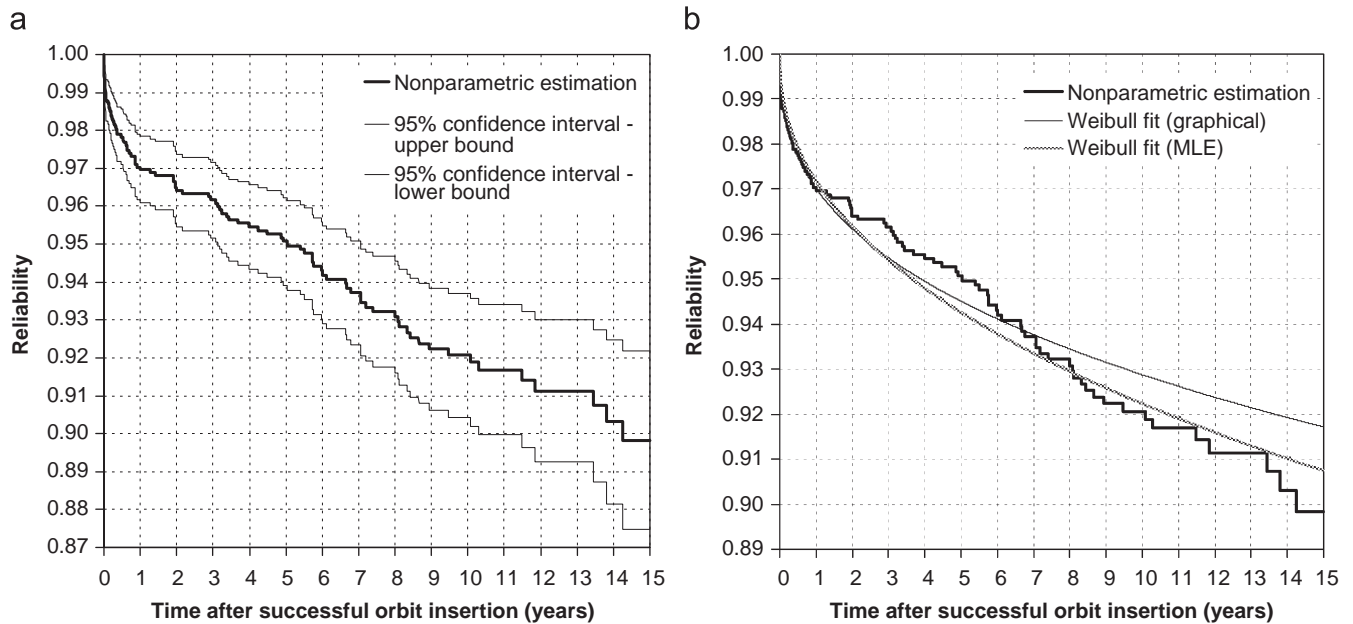 a
1.00
0.99
0.98
0.97
0.96
0.95
0.94
0.93
0.92
0.91
0.90
0.89
0.88
0.87
Reliability
Nonparametric estimation
95% confidence interval -
upper bound
95% confidence interval -
lower bound
0 1 2 3 4 5 6 7 8 9 10 11 12 13 14 15
Time after successful orbit insertion (years)
b
1.00
0.99
0.98
0.97
0.96
0.95
0.94
0.93
0.92
0.91
0.90
0.89
Reliability
Nonparametric estimation
Weibull fit (graphical)
Weibull fit (MLE)
0 1 2 3 4 5 6 7 8 9 10 11 12 13 14 15
Time after successful orbit insertion (years)